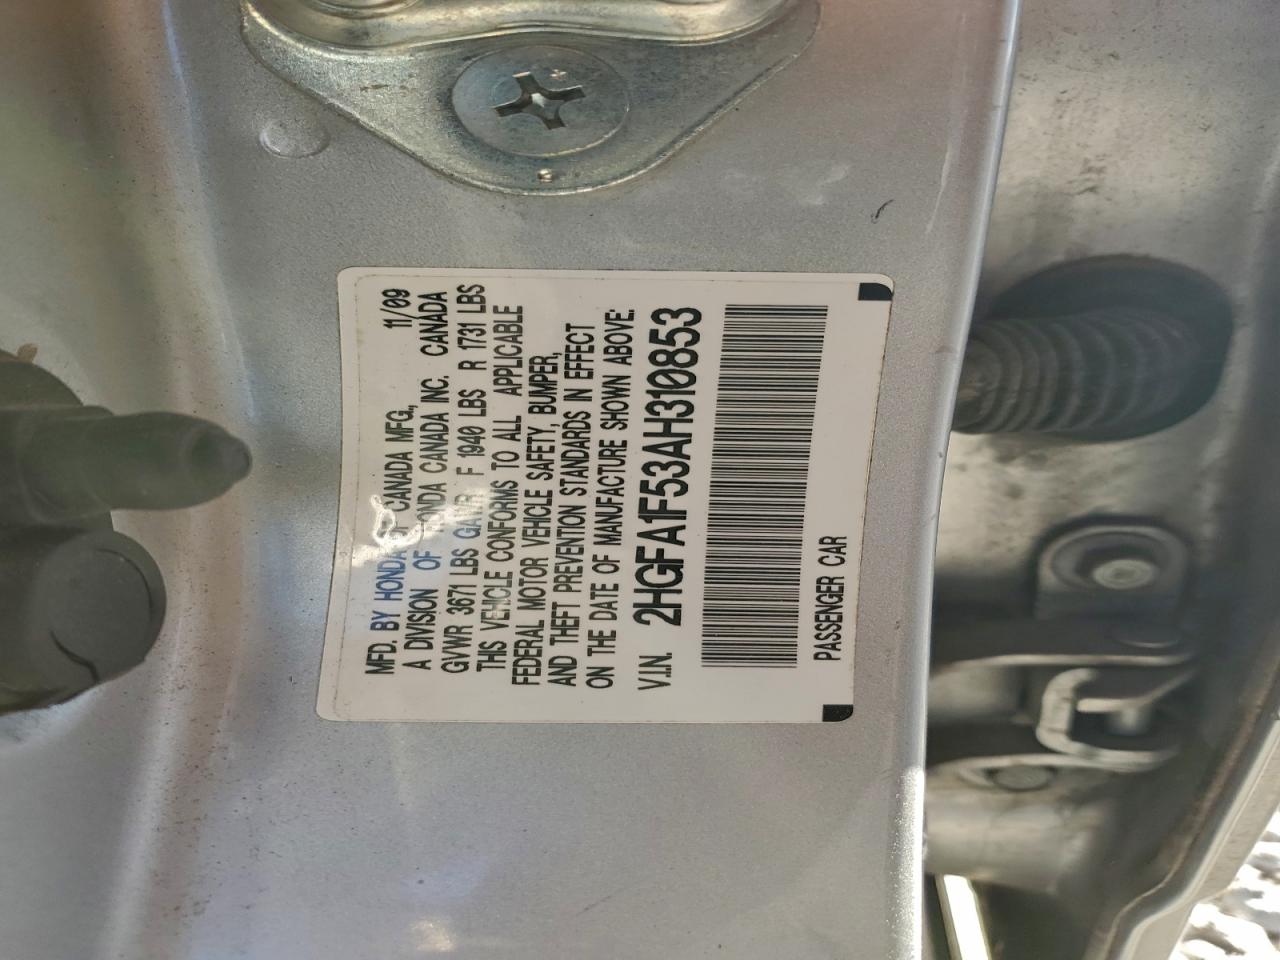 MFD. BY HONDA OF CANADA MFG., 11/09
A DIVISION OF HONDA CANADA INC. CANADA
GVWR 3671 LBS GAWR F 1940 LBS R 1731 LBS
THIS VEHICLE CONFORMS TO ALL APPLICABLE
FEDERAL MOTOR VEHICLE SAFETY, BUMPER,
AND THEFT PREVENTION STANDARDS IN EFFECT
ON THE DATE OF MANUFACTURE SHOWN ABOVE.
V.I.N. 2HGFA1F53AH310853
PASSENGER CAR